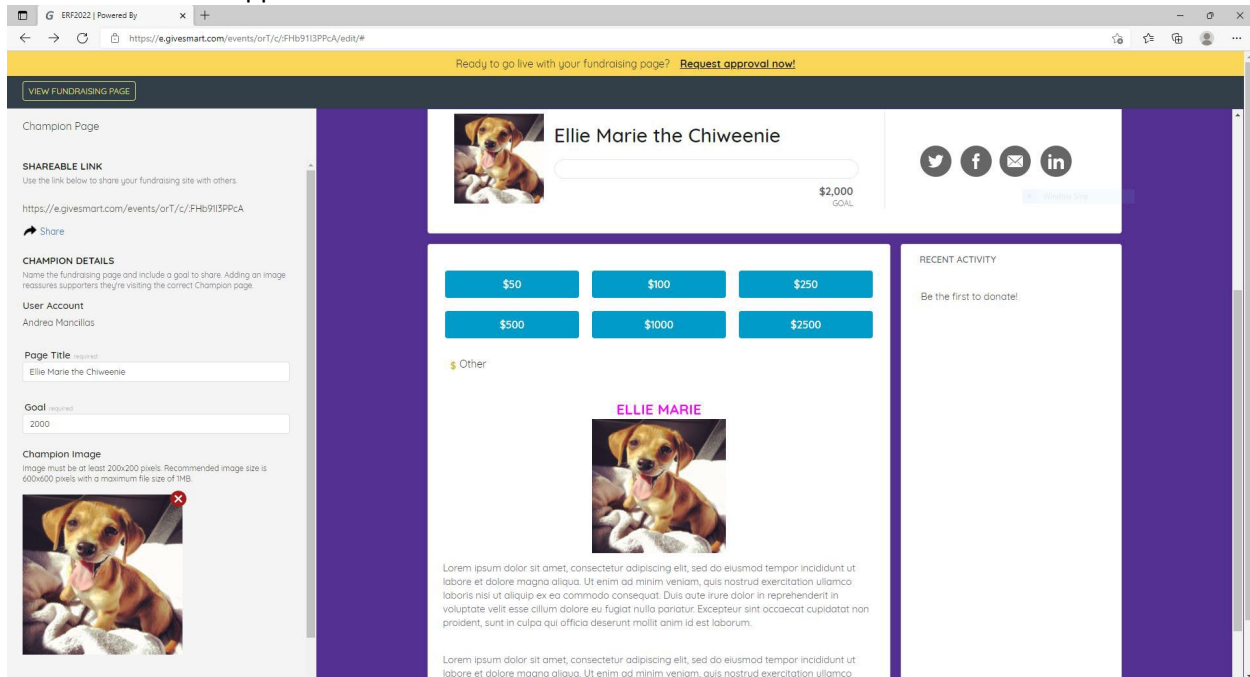 ERF2022 | Powered By
https://e.givesmart.com/events/orT/c/:FHb91I3PPcA/edit/#
Ready to go live with your fundraising page? Request approval now!
VIEW FUNDRAISING PAGE
Champion Page
SHAREABLE LINK
Use the link below to share your fundraising site with others.
https://e.givesmart.com/events/orT/c/:FHb91I3PPcA
Share
CHAMPION DETAILS
Name the fundraising page and include a goal to share. Adding an image
reassures supporters they're visiting the correct Champion page.
User Account
Andrea Mancillas
Page Title required
Ellie Marie the Chiweenie
Goal required
2000
Champion Image
Image must be at least 200x200 pixels. Recommended image size is
600x600 pixels with a maximum file size of 1MB.
Ellie Marie the Chiweenie
$2,000
GOAL
in
$50 $100 $250
$500 $1000 $2500
$ Other
ELLIE MARIE
Lorem ipsum dolor sit amet, consectetur adipiscing elit, sed do eiusmod tempor incididunt ut
labore et dolore magna aliqua. Ut enim ad minim veniam, quis nostrud exercitation ullamco
laboris nisi ut aliquip ex ea commodo consequat. Duis aute irure dolor in reprehenderit in
voluptate velit esse cillum dolore eu fugiat nulla pariatur. Excepteur sint occaecat cupidatat non
proident, sunt in culpa qui officia deserunt mollit anim id est laborum.
Lorem ipsum dolor sit amet, consectetur adipiscing elit, sed do eiusmod tempor incididunt ut
labore et dolore magna aliqua. Ut enim ad minim veniam, quis nostrud exercitation ullamco
RECENT ACTIVITY
Be the first to donate!